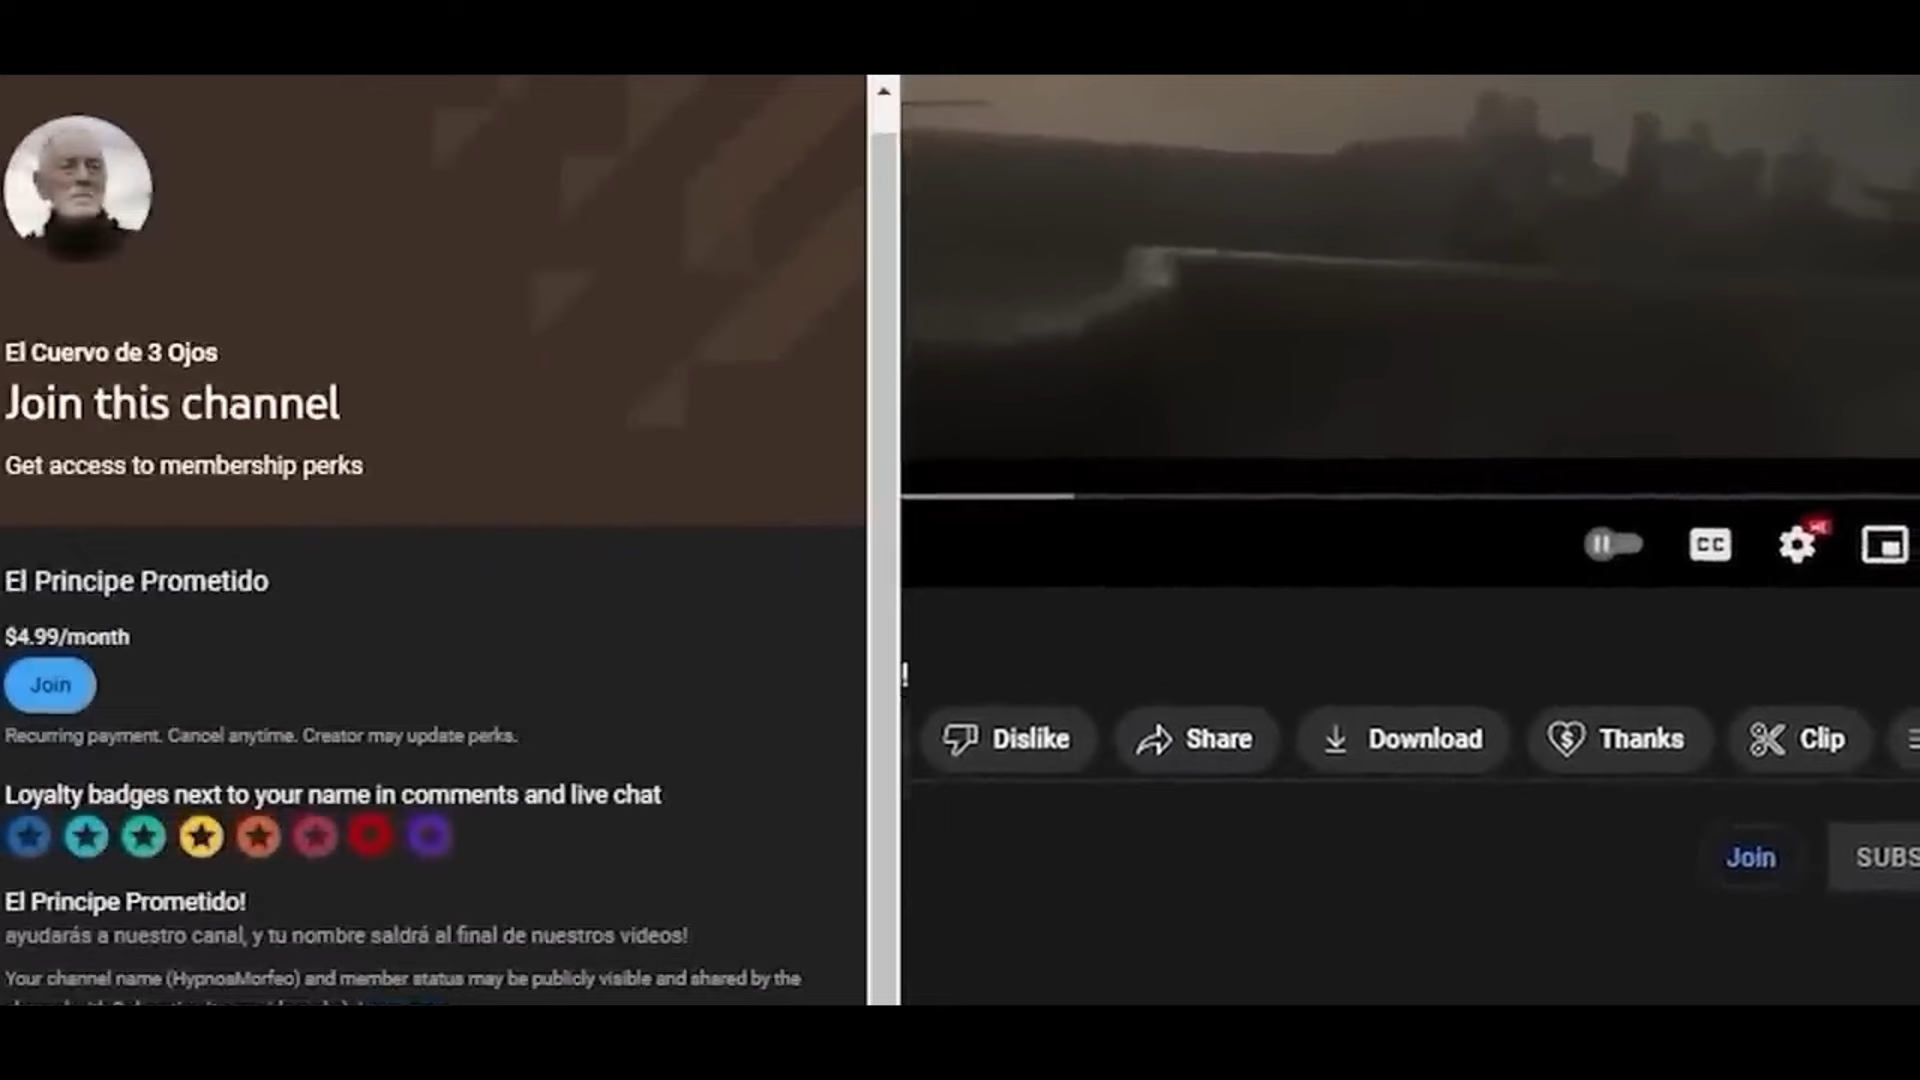 El Cuervo de 3 Ojos
Join this channel
Get access to membership perks
El Principe Prometido
$4.99/month
Join
Recurring payment. Cancel anytime. Creator may update perks.
Loyalty badges next to your name in comments and live chat
El Principe Prometido!
ayudarás a nuestro canal, y tu nombre saldrá al final de nuestros videos!
Your channel name (HypnosMorfeo) and member status may be publicly visible and shared by the
CC
!
Dislike
Share
Download
Thanks
Clip
Join
SUBS